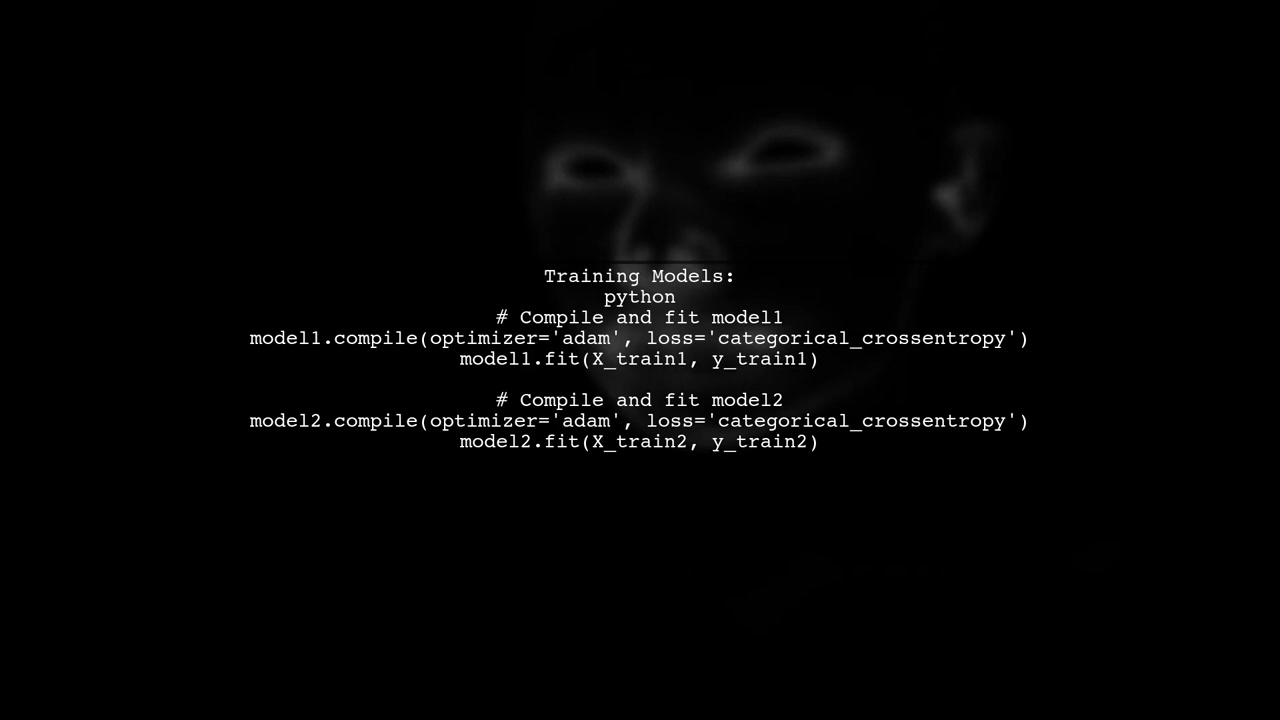 Training Models:
python
# Compile and fit model1
model1.compile(optimizer='adam', loss='categorical_crossentropy')
model1.fit(X_train1, y_train1)
# Compile and fit model2
model2.compile(optimizer='adam', loss='categorical_crossentropy')
model2.fit(X_train2, y_train2)